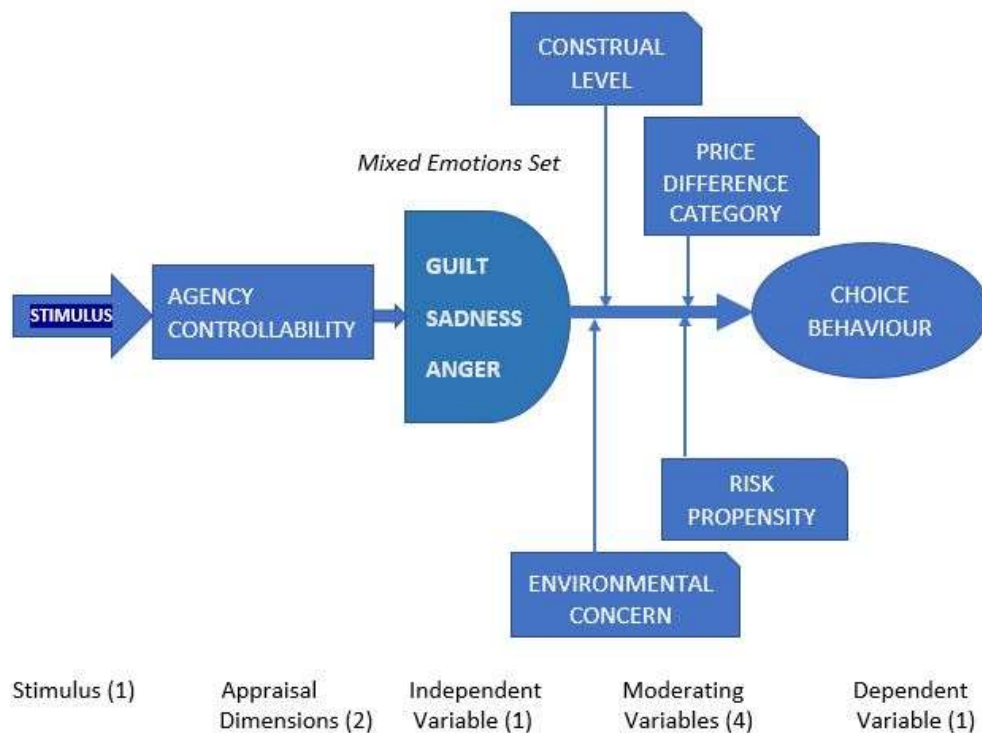 CONSTRUAL
LEVEL
Mixed Emotions Set
PRICE
DIFFERENCE
CATEGORY
STIMULUS
AGENCY
CONTROLLABILITY
GUILT
SADNESS
ANGER
CHOICE
BEHAVIOUR
RISK
PROPENSITY
ENVIRONMENTAL
CONCERN
Stimulus (1)
Appraisal
Dimensions (2)
Independent
Variable (1)
Moderating
Variables (4)
Dependent
Variable (1)